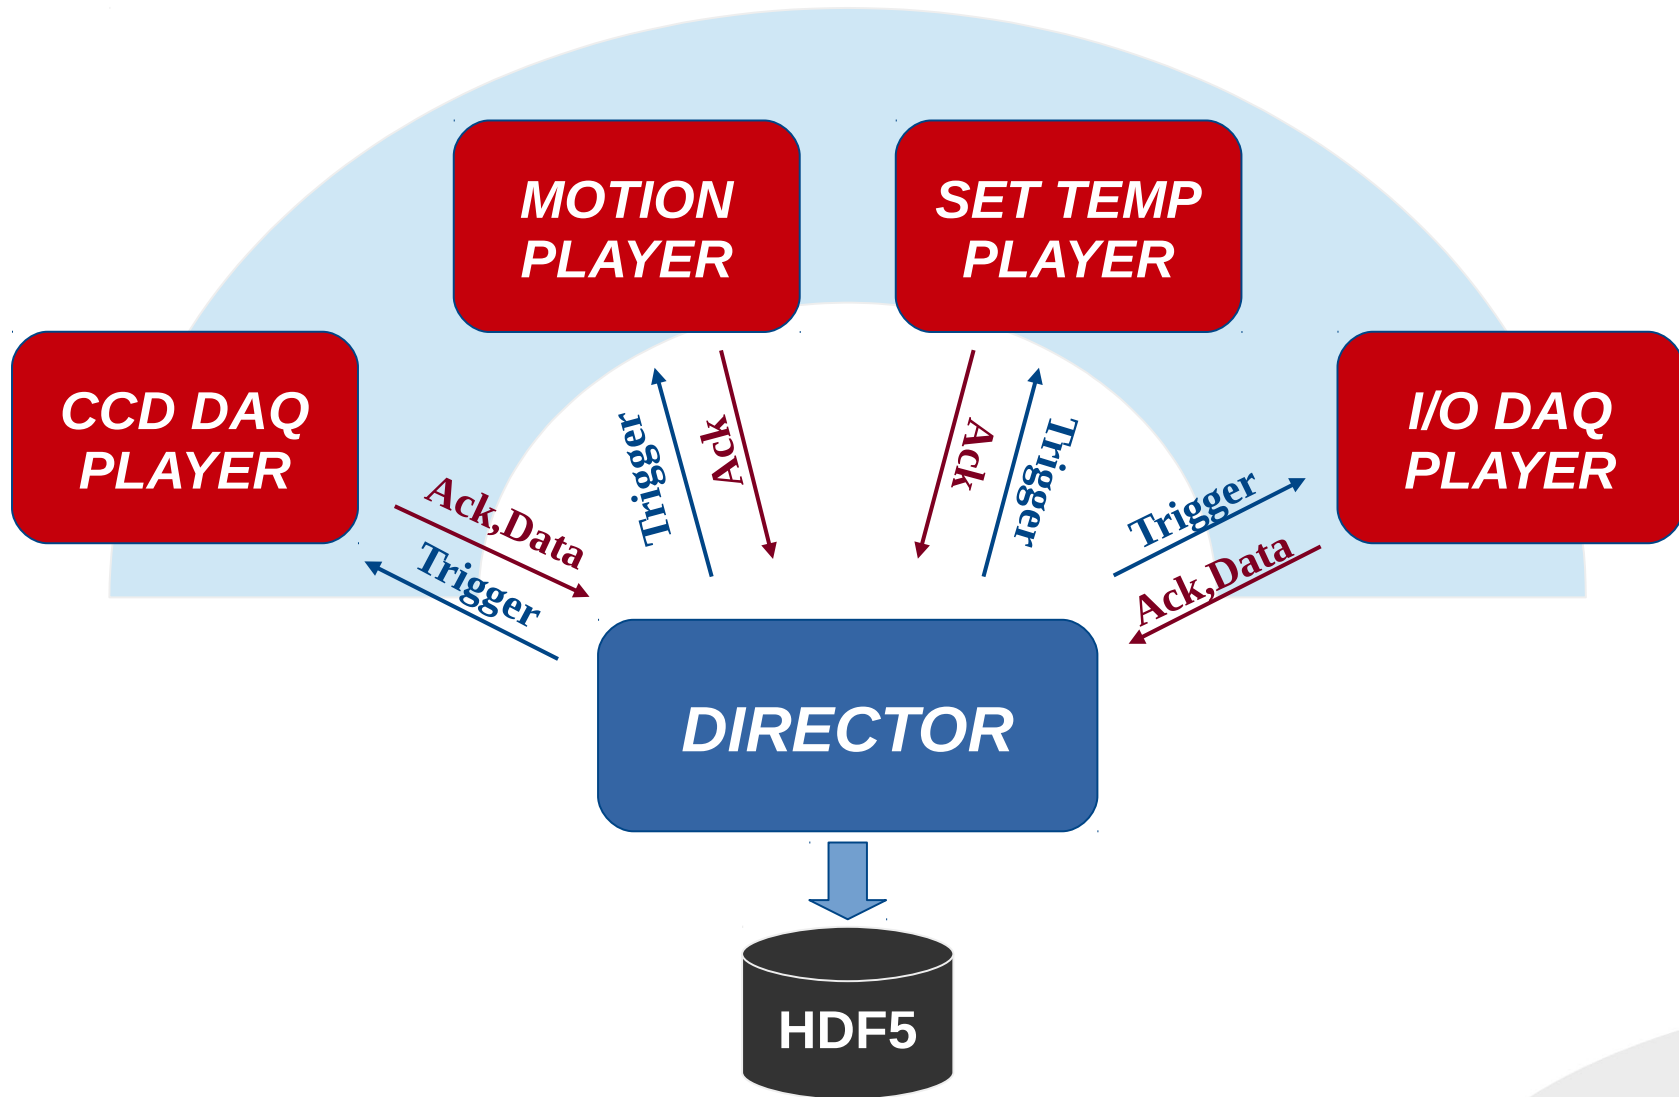 MOTION
PLAYER
SET TEMP
PLAYER
CCD DAQ
PLAYER
I/O DAQ
PLAYER
Ack,Data
Trigger
Trigger
Ack
Ack
Trigger
Trigger
Ack,Data
DIRECTOR
HDF5